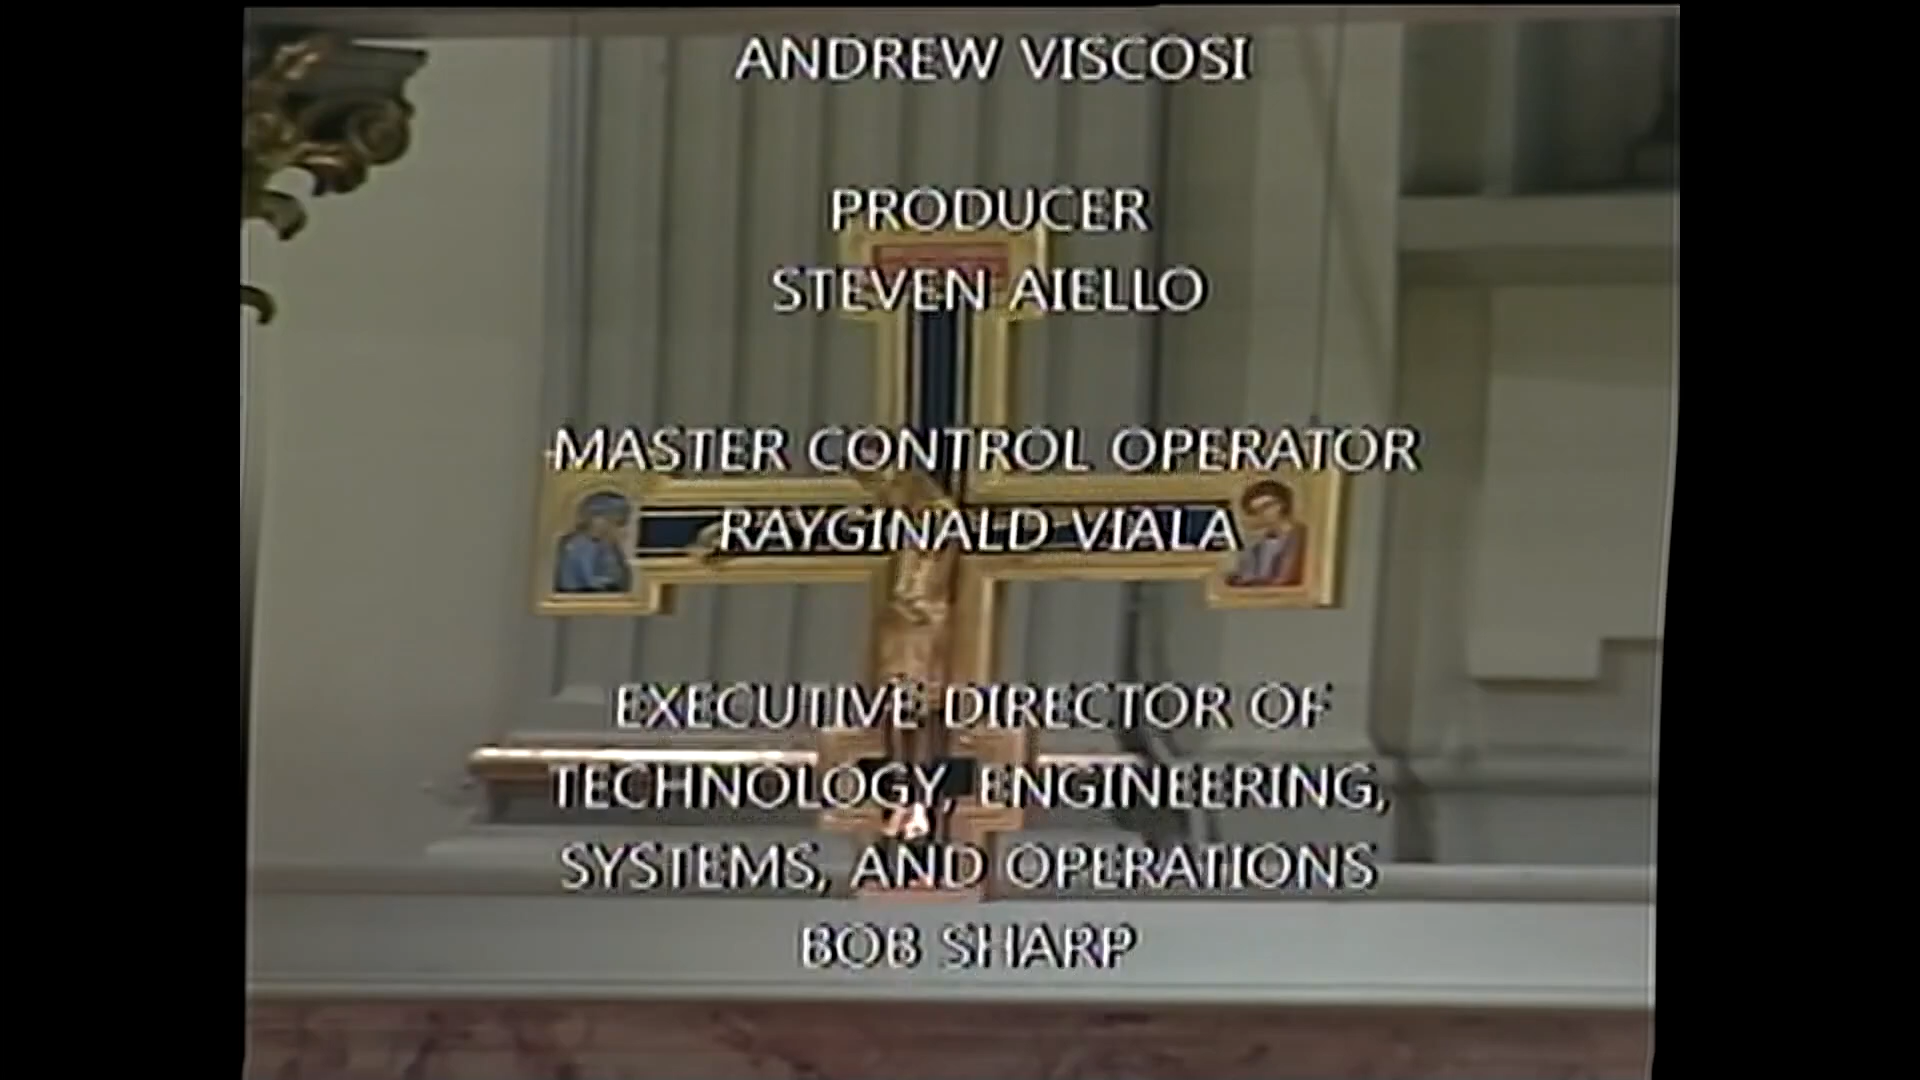 ANDREW VISCOSI
PRODUCER
STEVEN AIELLO
MASTER CONTROL OPERATOR
RAYGINALD VIALA
EXECUTIVE DIRECTOR OF
TECHNOLOGY, ENGINEERING,
SYSTEMS, AND OPERATIONS
BOB SHARP